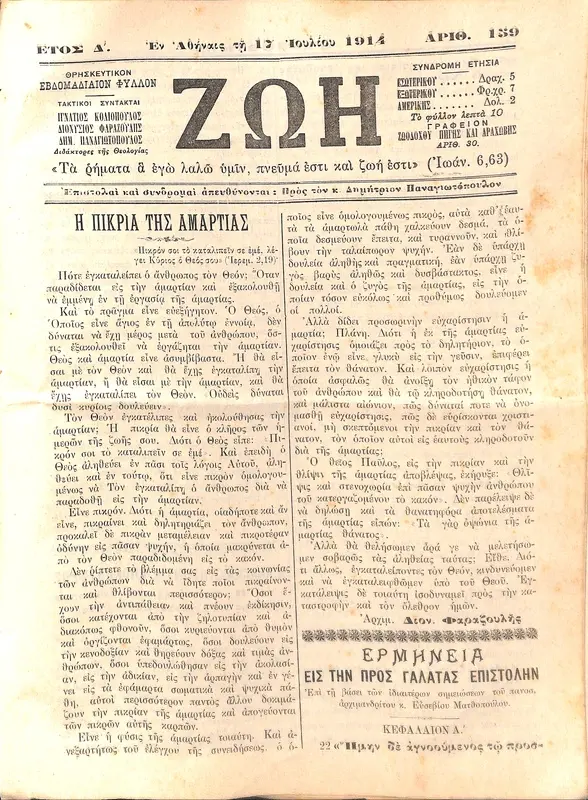 ΕΤΟΣ Δ΄. Ἐν Ἀθήναις τῇ 17 Ἰουλίου 1914 ΑΡΙΘ. 159
ΘΡΗΣΚΕΥΤΙΚΟΝ
ΕΒΔΟΜΑΔΙΑΙΟΝ ΦΥΛΛΟΝ
ΤΑΚΤΙΚΟΙ ΣΥΝΤΑΚΤΑΙ
ΙΓΝΑΤΙΟΣ ΚΟΛΙΟΠΟΥΛΟΣ
ΔΙΟΝΥΣΙΟΣ ΦΑΡΑΖΟΥΛΗΣ
ΔΗΜ. ΠΑΝΑΓΙΩΤΟΠΟΥΛΟΣ
Διδάκτορες τῆς Θεολογίας
ΖΩΗ
ΣΥΝΔΡΟΜΗ ΕΤΗΣΙΑ
ΕΣΩΤΕΡΙΚΟΥ ...... Δραχ. 5
ΕΞΩΤΕΡΙΚΟΥ ...... Φρ.χρ. 7
ΑΜΕΡΙΚΗΣ ........ Δολ. 2
Τὸ φύλλον λεπτὰ 10
ΓΡΑΦΕΙΟΝ
ΖΩΟΔΟΧΟΥ ΠΗΓΗΣ ΚΑΙ ΑΡΑΧΩΒΗΣ
ΑΡΙΘ. 30.
«Τὰ ῥήματα ἃ ἐγὼ λαλῶ ὑμῖν, πνεῦμά ἐστι καὶ ζωή ἐστι» (Ἰωάν. 6,63)
Ἐπιστολαὶ καὶ συνδρομαὶ ἀπευθύνονται: Πρὸς τὸν κ. Δημήτριον Παναγιωτόπουλον
Η ΠΙΚΡΙΑ ΤΗΣ ΑΜΑΡΤΙΑΣ
«Πικρόν σοι τὸ καταλιπεῖν σε ἐμέ, λέ-
γει Κύριος ὁ Θεός σου» (Ἱερεμ. 2,19)
Πότε ἐγκαταλείπει ὁ ἄνθρωπος τὸν Θεόν; Ὅταν
παραδίδεται εἰς τὴν ἁμαρτίαν καὶ ἐξακολουθῇ
νὰ ἐμμένῃ ἐν τῇ ἐργασίᾳ τῆς ἁμαρτίας.
Καὶ τὸ πρᾶγμα εἶνε εὐεξήγητον. Ὁ Θεός, ὁ
Ὁποῖος εἶνε ἅγιος ἐν τῇ ἀπολύτῳ ἐννοίᾳ, δὲν
δύναται νὰ ἔχῃ μέρος μετὰ τοῦ ἀνθρώπου, ὅσ-
τις ἐξακολουθεῖ νὰ ἐργάζηται τὴν ἁμαρτίαν.
Θεὸς καὶ ἁμαρτία εἶνε ἀσυμβίβαστα. Ἢ θὰ εἶ-
σαι μὲ τὸν Θεὸν καὶ θὰ ἔχῃς ἐγκαταλίπῃ τὴν
ἁμαρτίαν, ἢ θὰ εἶσαι μὲ τὴν ἁμαρτίαν, καὶ θὰ
ἔχῃς ἐγκαταλίπει τὸν Θεόν. Οὐδεὶς δύναται
δυσὶ κυρίοις δουλεύειν».
Τὸν Θεὸν ἐγκατέλιπες καὶ ἠκολούθησας τὴν
ἁμαρτίαν; Ἡ πικρία θὰ εἶνε ὁ κλῆρος τῶν ἡ-
μερῶν τῆς ζωῆς σου. Διότι ὁ Θεὸς εἶπε: «Πι-
κρόν σοι τὸ καταλιπεῖν σε ἐμέ». Καὶ ἐπειδὴ ὁ
Θεὸς ἀληθεύει ἐν πᾶσι τοῖς λόγοις Αὐτοῦ, ἀλη-
θεύει καὶ ἐν τούτῳ, ὅτι εἶνε πικρὸν ὁμολογου-
μένως νὰ Τὸν ἐγκαταλίπῃ ὁ ἄνθρωπος διὰ νὰ
παραδοθῇ εἰς τὴν ἁμαρτίαν.
Εἶνε πικρόν. Διότι ἡ ἁμαρτία, οἱαδήποτε καὶ ἂν
εἶνε, πικραίνει καὶ δηλητηριάζει τὸν ἄνθρωπον,
προκαλεῖ δὲ πικρὰν μεταμέλειαν καὶ πικροτέραν
ὀδύνην εἰς πᾶσαν ψυχήν, ἡ ὁποία μακρύνεται ἀ-
πὸ τὸν Θεὸν παραδιδομένη εἰς τὸ κακόν.
Δὲν ῥίπτετε τὸ βλέμμα σας εἰς τὰς κοινωνίας
τῶν ἀνθρώπων διὰ νὰ ἴδητε ποῖοι πικραίνον-
ται καὶ θλίβονται περισσότερον; Ὅσοι ἔ-
χουν τὴν ἀντιπάθειαν καὶ πνέουν ἐκδίκησιν,
ὅσοι κατέχονται ἀπὸ τὴν ζηλοτυπίαν καὶ ἀ-
διακόπως φθονοῦν, ὅσοι κυριεύονται ἀπὸ θυμὸν
καὶ ὀργίζονται ἐφαμάρτως, ὅσοι δουλεύουν εἰς
τὴν κενοδοξίαν καὶ θηρεύουν δόξας καὶ τιμὰς ἀν-
θρώπων, ὅσοι ὑπεδουλώθησαν εἰς τὴν ἀκολασί-
αν, εἰς τὴν ἀδικίαν, εἰς τὴν ἁρπαγὴν καὶ ἐν γέ-
νει εἰς τὰ ἐφάμαρτα σωματικὰ καὶ ψυχικὰ πά-
θη, αὐτοὶ περισσότερον παντὸς ἄλλου δοκιμά-
ζουν τὴν πικρίαν τῆς ἁμαρτίας καὶ ἀπογεύονται
τῶν πικρῶν αὐτῆς καρπῶν.
Εἶνε ἡ φύσις τῆς ἁμαρτίας τοιαύτη. Καὶ ἀ-
νεξαρτήτως τοῦ ἐλέγχου τῆς συνειδήσεως, ὁ ὁ-
ποῖος εἶνε ὁμολογουμένως πικρός, αὐτὰ καθ᾽ ἑαυ-
τὰ τὰ ἁμαρτωλὰ πάθη χαλκεύουν δεσμά, τὰ ὁ-
ποῖα δεσμεύουν ἔπειτα, καὶ τυραννοῦν, καὶ θλί-
βουν τὴν ταλαίπωρον ψυχήν. Ἐὰν δὲ ὑπάρχῃ
δουλεία ἀληθὴς καὶ πραγματική, ἐὰν ὑπάρχῃ ζυ-
γὸς βαρὺς ἀληθῶς καὶ δυσβάστακτος, εἶνε ἡ
δουλεία καὶ ὁ ζυγὸς τῆς ἁμαρτίας, εἰς τὴν ὁ-
ποίαν τόσον εὐκόλως καὶ προθύμως δουλεύουν
οἱ πολλοί.
Ἀλλὰ δίδει προσωρινὴν εὐχαρίστησιν ἡ ἁ-
μαρτία; Πλάνη. Διότι ἡ ἐκ τῆς ἁμαρτίας εὐ-
χαρίστησις ὁμοιάζει πρὸς τὸ δηλητήριον, τὸ ὁ-
ποῖον ἐνῷ εἶνε, γλυκὺ εἰς τὴν γεῦσιν, ἐπιφέρει
ἔπειτα τὸν θάνατον. Καὶ λοιπὸν εὐχαρίστησις ἡ
ὁποία ἀσφαλῶς θὰ ἀνοίξῃ τὸν ἠθικὸν τάφον
τοῦ ἀνθρώπου καὶ θὰ τῷ κληροδοτήσῃ θάνατον,
καὶ μάλιστα αἰώνιον, πῶς δύναταί ποτε νὰ ὀνο-
μασθῇ εὐχαρίστησις, πῶς δὲ εὑρίσκονται χριστι-
ανοί, μὴ σκεπτόμενοι τὴν πικρίαν καὶ τὸν θά-
νατον, τὸν ὁποῖον αὐτοὶ εἰς ἑαυτοὺς κληροδοτοῦν
διὰ τῆς ἁμαρτίας;
Ὁ θεῖος Παῦλος, εἰς τὴν πικρίαν καὶ τὴν
θλίψιν τῆς ἁμαρτίας ἀποβλέψας, ἐκήρυξε: «Θλῖ-
ψις καὶ στενοχωρία ἐπὶ πᾶσαν ψυχὴν ἀνθρώπου
τοῦ κατεργαζομένου τὸ κακόν». Δὲν παρέλειψε δὲ
νὰ δηλώσῃ καὶ τὰ θανατηφόρα ἀποτελέσματα
τῆς ἁμαρτίας εἰπών: «Τὰ γὰρ ὀψώνια τῆς ἁ-
μαρτίας θάνατος».
Ἀλλὰ θὰ θελήσωμεν ἆρά γε νὰ μελετήσω-
μεν σοβαρῶς τὰς ἀληθείας ταύτας; Εἴθε. Διό-
τι ἄλλως, ἐγκαταλείποντες τὸν Θεόν, κινδυνεύομεν
καὶ νὰ ἐγκαταλειφθῶμεν ὑπὸ τοῦ Θεοῦ. Ἐγ-
κατάλειψις δὲ τοιαύτη ἰσοδυναμεῖ πρὸς τὴν κα-
ταστροφὴν καὶ τὸν ὄλεθρον ἡμῶν.
Ἀρχιμ. Διον. Φαραζουλῆς
ΕΡΜΗΝΕΙΑ
ΕΙΣ ΤΗΝ ΠΡΟΣ ΓΑΛΑΤΑΣ ΕΠΙΣΤΟΛΗΝ
Ἐπὶ τῇ βάσει τῶν ἰδιαιτέρων σημειώσεων τοῦ πανοσ.
ἀρχιμανδρίτου κ. Εὐσεβίου Ματθοπούλου.
ΚΕΦΑΛΑΙΟΝ Α΄.
22 «Ἤμην δὲ ἀγνοούμενος τῷ προσ-